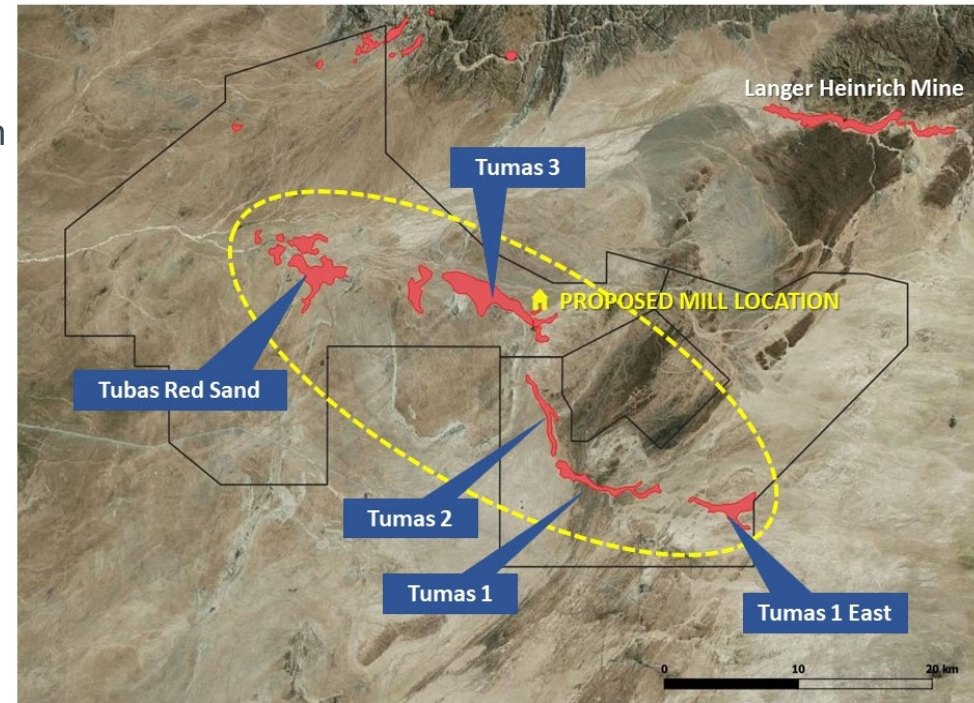 Langer Heinrich Mine
Tumas 3
PROPOSED MILL LOCATION
Tubas Red Sand
Tumas 2
Tumas 1
Tumas 1 East
0 10 20 km